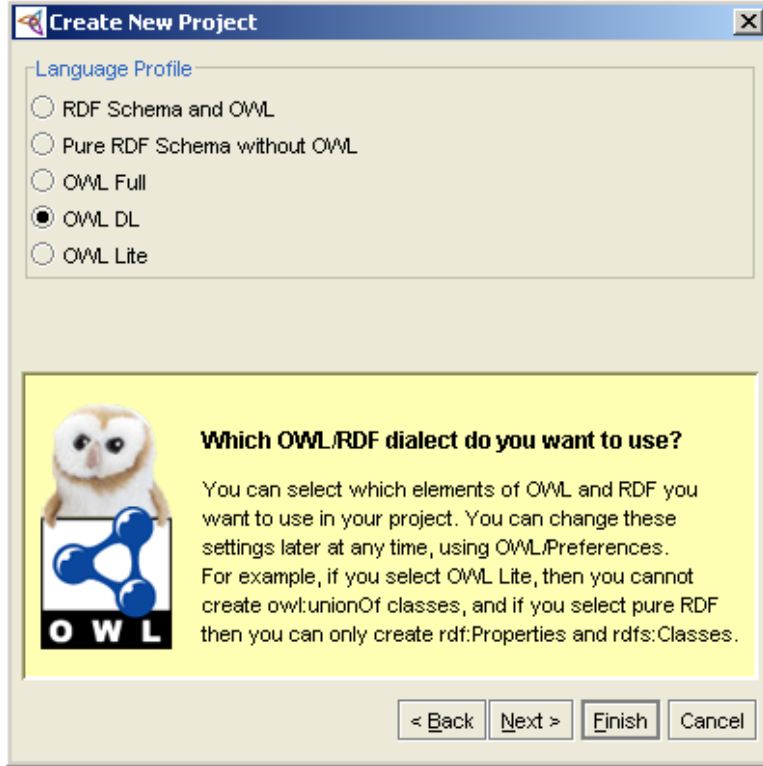 Create New Project
Language Profile
RDF Schema and OWL
Pure RDF Schema without OWL
OWL Full
OWL DL
OWL Lite
Which OWL/RDF dialect do you want to use?
You can select which elements of OWL and RDF you
want to use in your project. You can change these
settings later at any time, using OWL/Preferences.
For example, if you select OWL Lite, then you cannot
create owl:unionOf classes, and if you select pure RDF
then you can only create rdf:Properties and rdfs:Classes.
OWL
< Back Next > Finish Cancel